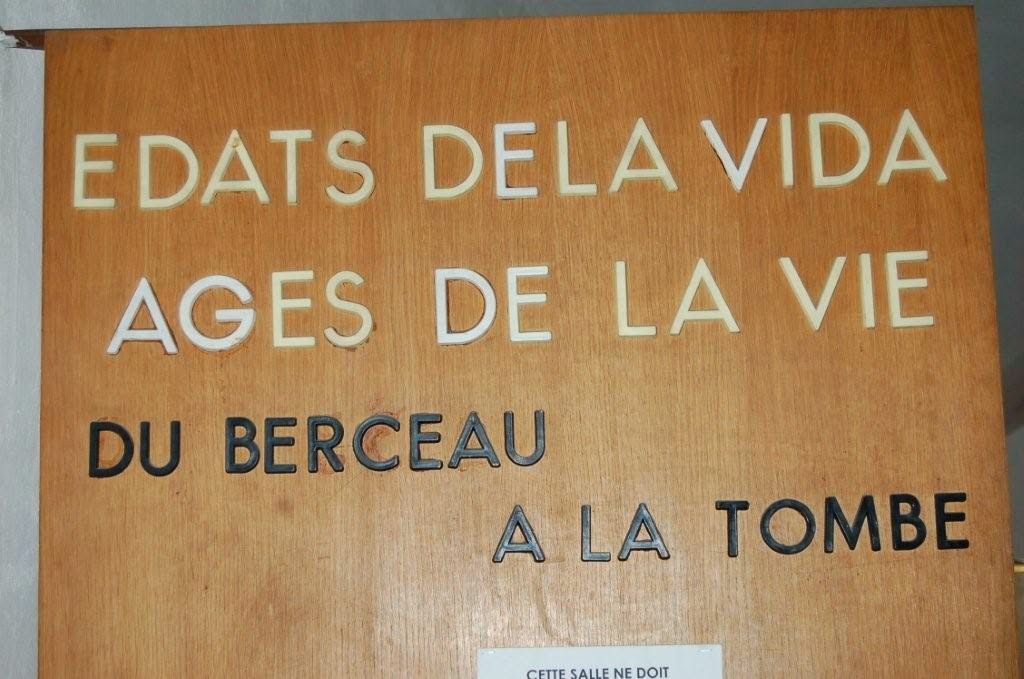 EDATS DELA VIDA
AGES DE LA VIE
DU BERCEAU
A LA TOMBE
CETTE SALLE NE DOIT